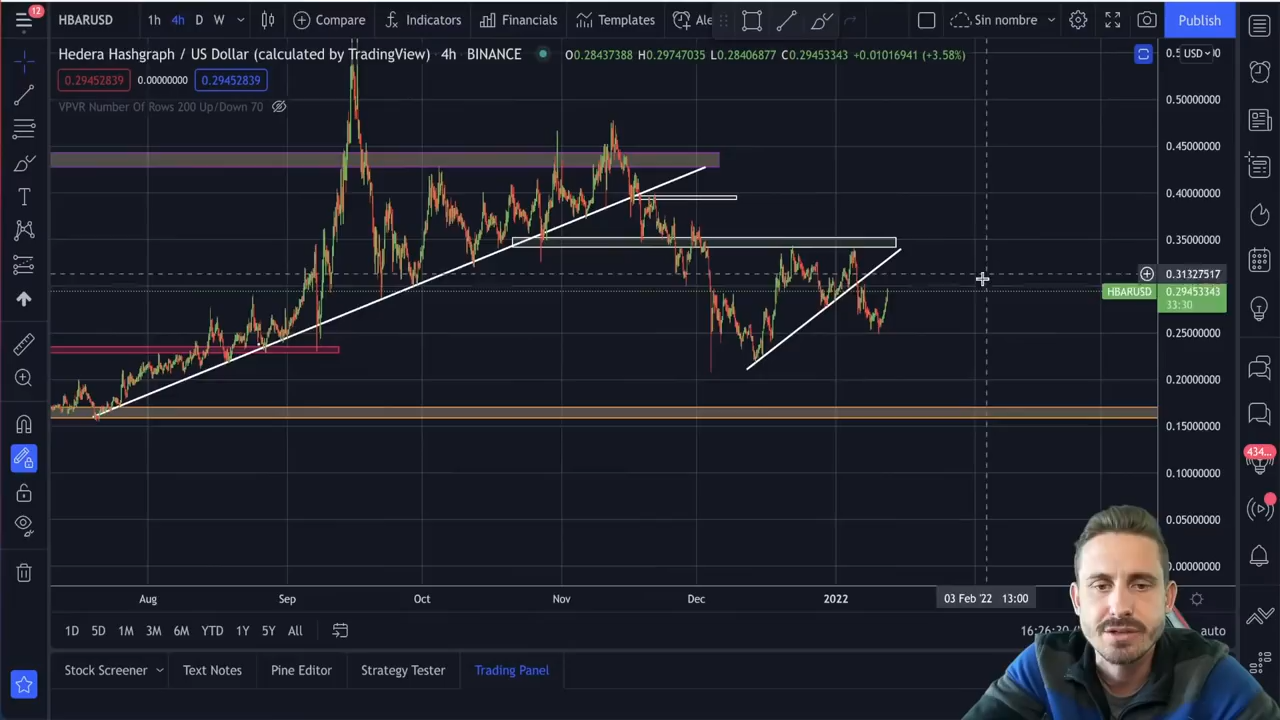 12
HBARUSD 1h 4h D W Compare Indicators Financials Templates Ale Sin nombre Publish
Hedera Hashgraph / US Dollar (calculated by TradingView) 4h BINANCE O0.28437388 H0.29747035 L0.28406877 C0.29453343 +0.01016941 (+3.58%)
USD
0.29452839 0.00000000 0.29452839
VPVR Number Of Rows 200 Up/Down 70
0.50000000
0.45000000
0.40000000
0.35000000
0.31327517
HBARUSD 0.29453343
33:30
0.25000000
0.20000000
0.15000000
0.10000000
0.05000000
0.00000000
434...
Aug Sep Oct Nov Dec 2022 03 Feb '22 13:00
1D 5D 1M 3M 6M YTD 1Y 5Y All 16:26:30 auto
Stock Screener Text Notes Pine Editor Strategy Tester Trading Panel